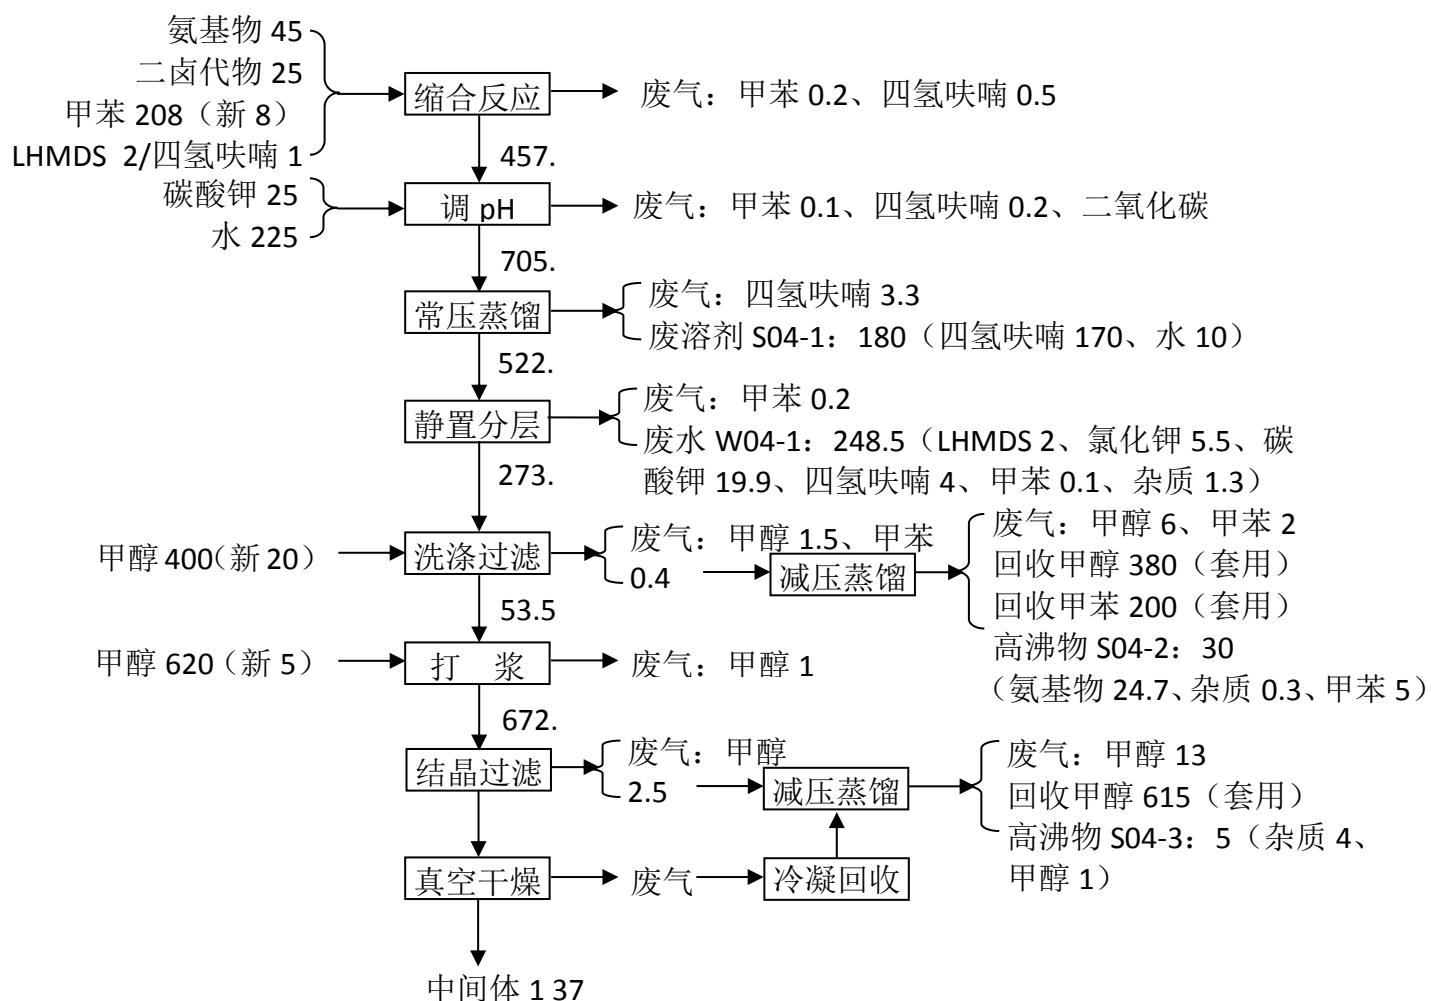 氨基物 45
二卤代物 25
甲苯 208（新 8）
LHMDS 2/四氢呋喃 1
缩合反应
废气：甲苯 0.2、四氢呋喃 0.5
457.
碳酸钾 25
水 225
调 pH
废气：甲苯 0.1、四氢呋喃 0.2、二氧化碳
705.
常压蒸馏
废气：四氢呋喃 3.3
废溶剂 S04-1：180（四氢呋喃 170、水 10）
522.
静置分层
废气：甲苯 0.2
废水 W04-1：248.5（LHMDS 2、氯化钾 5.5、碳
酸钾 19.9、四氢呋喃 4、甲苯 0.1、杂质 1.3）
273.
甲醇 400（新 20）
洗涤过滤
废气：甲醇 1.5、甲苯
0.4
减压蒸馏
废气：甲醇 6、甲苯 2
回收甲醇 380（套用）
回收甲苯 200（套用）
高沸物 S04-2：30
（氨基物 24.7、杂质 0.3、甲苯 5）
53.5
甲醇 620（新 5）
打 浆
废气：甲醇 1
672.
结晶过滤
废气：甲醇
2.5
减压蒸馏
废气：甲醇 13
回收甲醇 615（套用）
高沸物 S04-3：5（杂质 4、
甲醇 1）
真空干燥
废气
冷凝回收
中间体 1 37